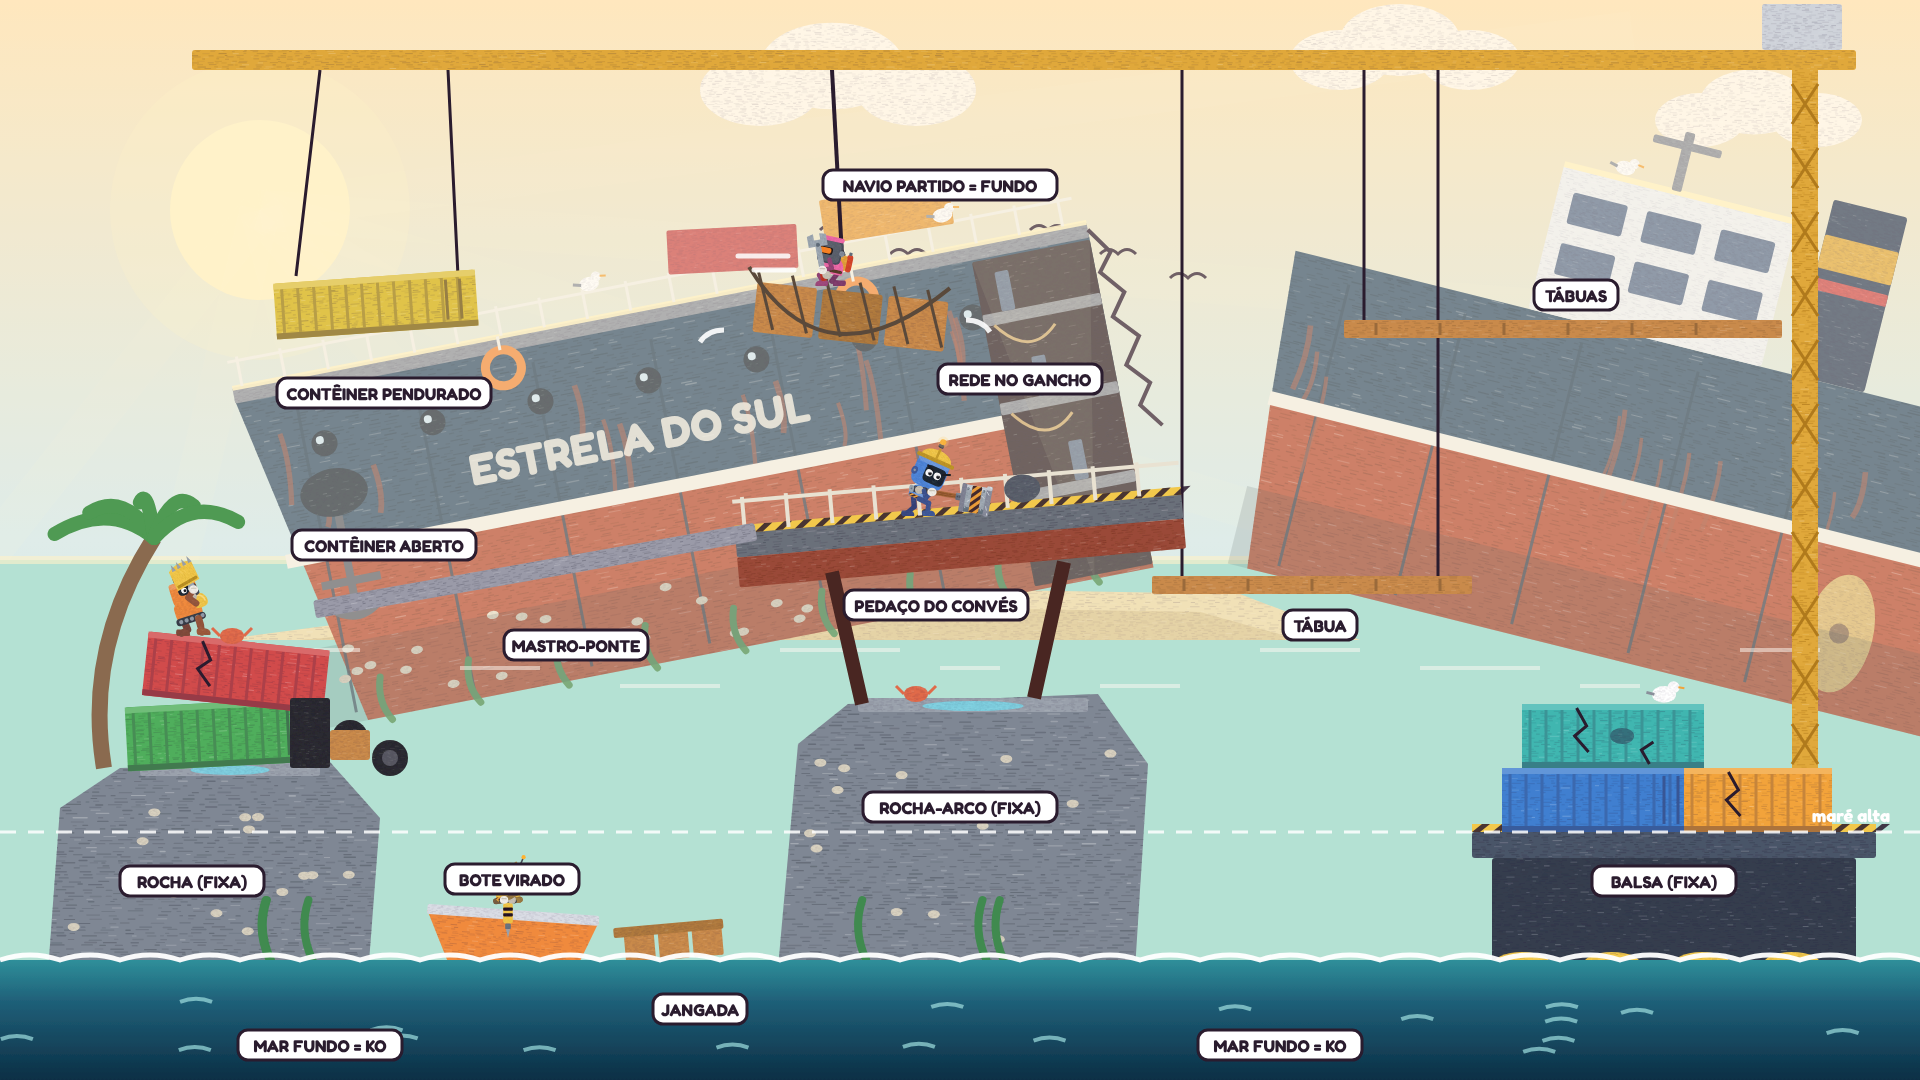 NAVIO PARTIDO = FUNDO
TÁBUAS
CONTÊINER PENDURADO
REDE NO GANCHO
ESTRELA DO SUL
CONTÊINER ABERTO
PEDAÇO DO CONVÉS
TÁBUA
MASTRO-PONTE
ROCHA-ARCO (FIXA)
maré alta
ROCHA (FIXA)
BOTE VIRADO
BALSA (FIXA)
JANGADA
MAR FUNDO = KO
MAR FUNDO = KO